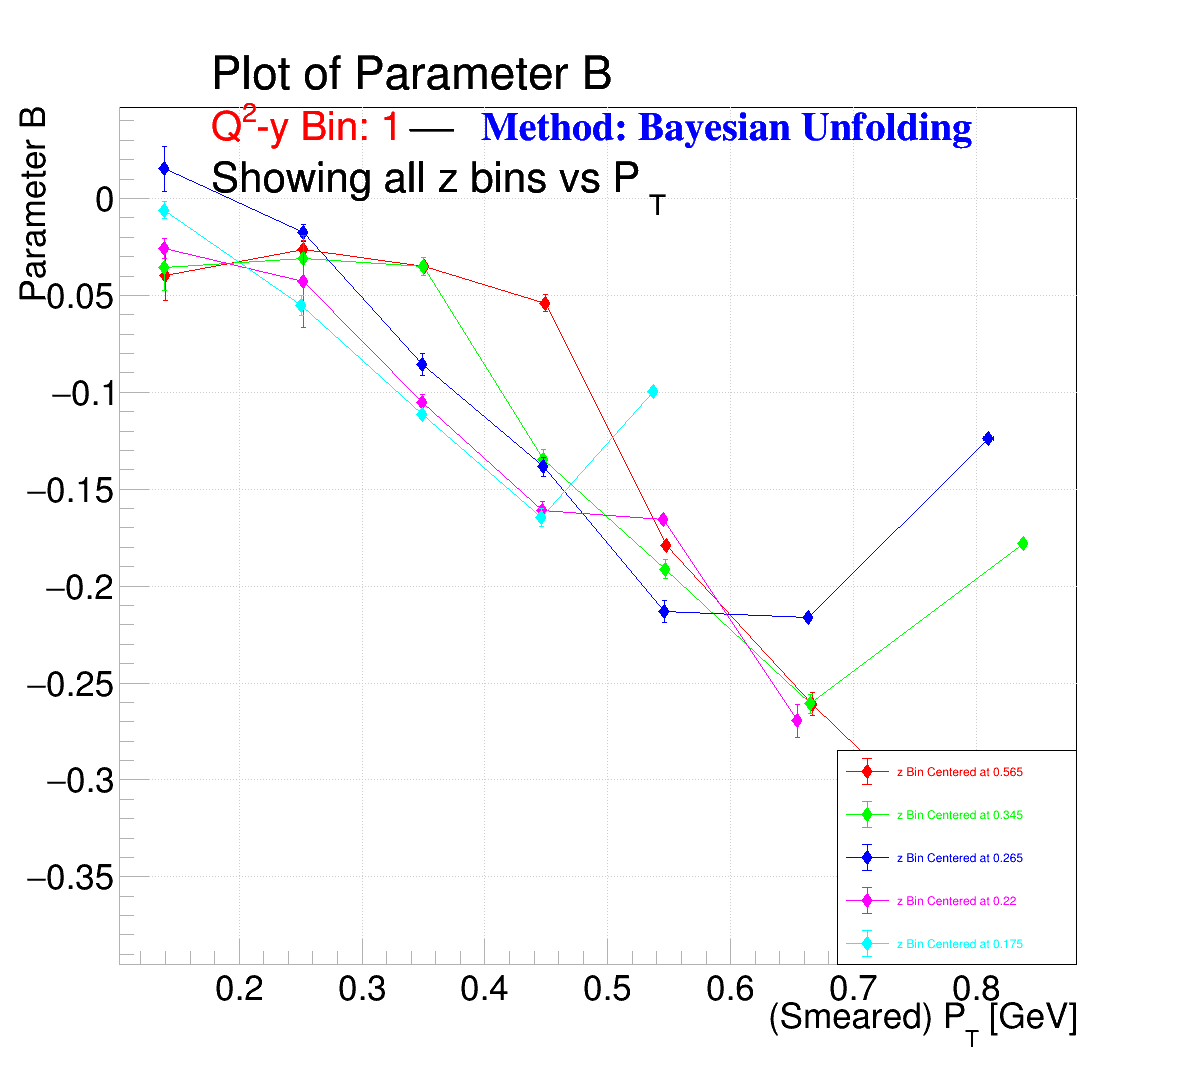 Plot of Parameter B
Q²-y Bin: 1 — Method: Bayesian Unfolding
Showing all z bins vs P_T
Parameter B
0
−0.05
−0.1
−0.15
−0.2
−0.25
−0.3
−0.35
z Bin Centered at 0.565
z Bin Centered at 0.345
z Bin Centered at 0.265
z Bin Centered at 0.22
z Bin Centered at 0.175
0.2 0.3 0.4 0.5 0.6 0.7 0.8
(Smeared) P_T [GeV]